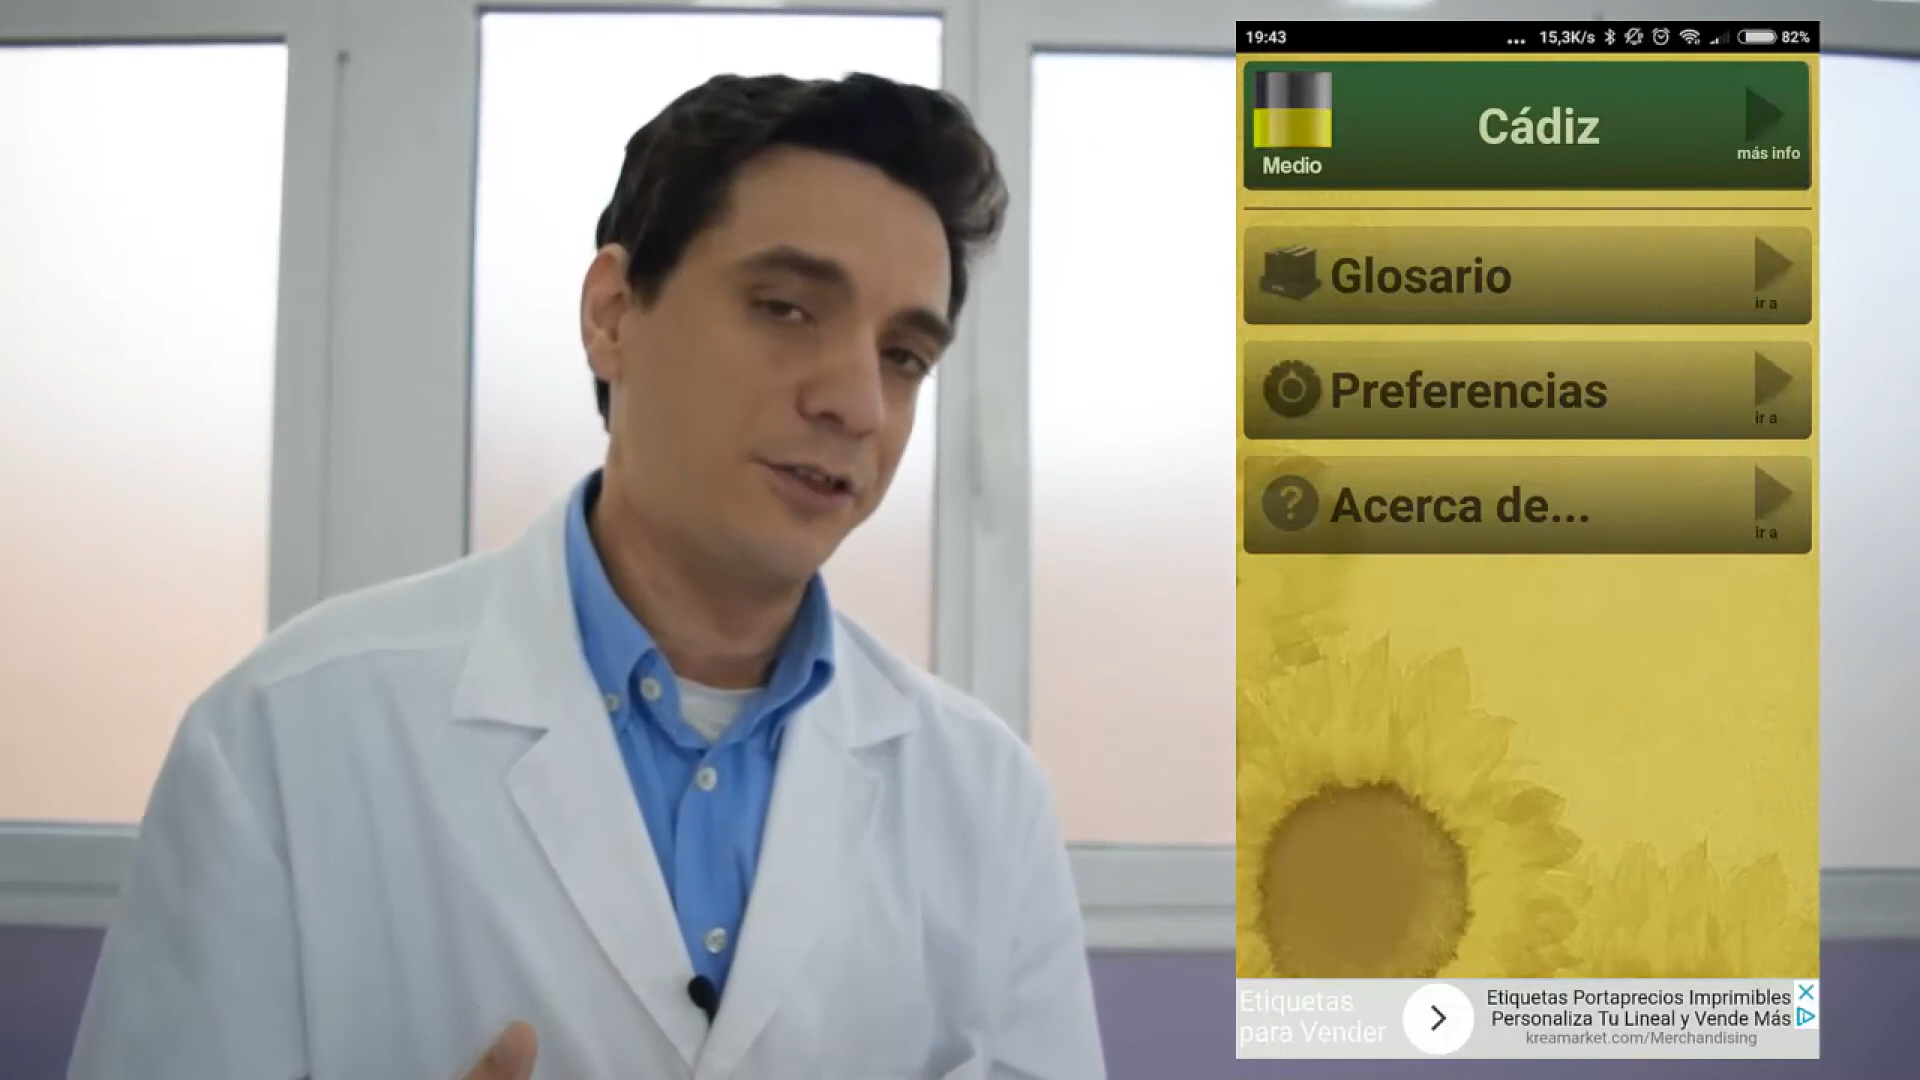 19:43
... 15,3K/s 82%
Cádiz
Medio
más info
Glosario
ir a
Preferencias
ir a
Acerca de...
ir a
Etiquetas
para Vender
Etiquetas Portaprecios Imprimibles
Personaliza Tu Lineal y Vende Más
kreamarket.com/Merchandising